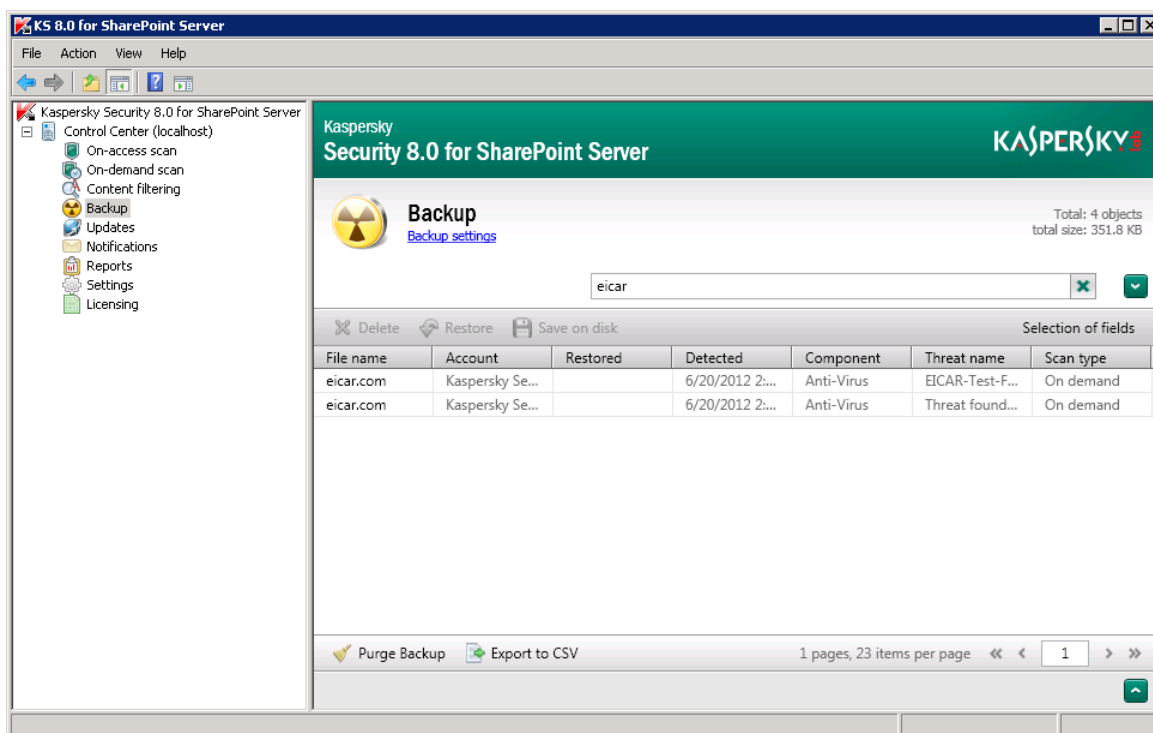 KS 8.0 for SharePoint Server
File Action View Help
Kaspersky Security 8.0 for SharePoint Server
Control Center (localhost)
On-access scan
On-demand scan
Content filtering
Backup
Updates
Notifications
Reports
Settings
Licensing
Kaspersky
Security 8.0 for SharePoint Server
KASPERSKY lab
Backup
Backup settings
Total: 4 objects
total size: 351.8 KB
eicar
Delete Restore Save on disk Selection of fields
File name Account Restored Detected Component Threat name Scan type
eicar.com Kaspersky Se... 6/20/2012 2:... Anti-Virus EICAR-Test-F... On demand
eicar.com Kaspersky Se... 6/20/2012 2:... Anti-Virus Threat found... On demand
Purge Backup Export to CSV 1 pages, 23 items per page « < 1 > »